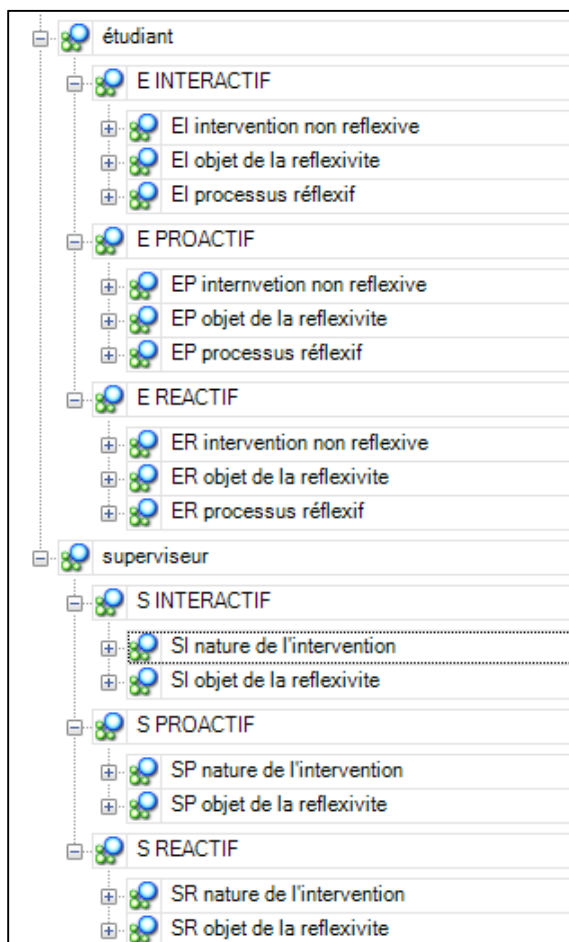 étudiant
E INTERACTIF
EI intervention non reflexive
EI objet de la reflexivite
EI processus réflexif
E PROACTIF
EP internvetion non reflexive
EP objet de la reflexivite
EP processus réflexif
E REACTIF
ER intervention non reflexive
ER objet de la reflexivite
ER processus réflexif
superviseur
S INTERACTIF
SI nature de l'intervention
SI objet de la reflexivite
S PROACTIF
SP nature de l'intervention
SP objet de la reflexivite
S REACTIF
SR nature de l'intervention
SR objet de la reflexivite